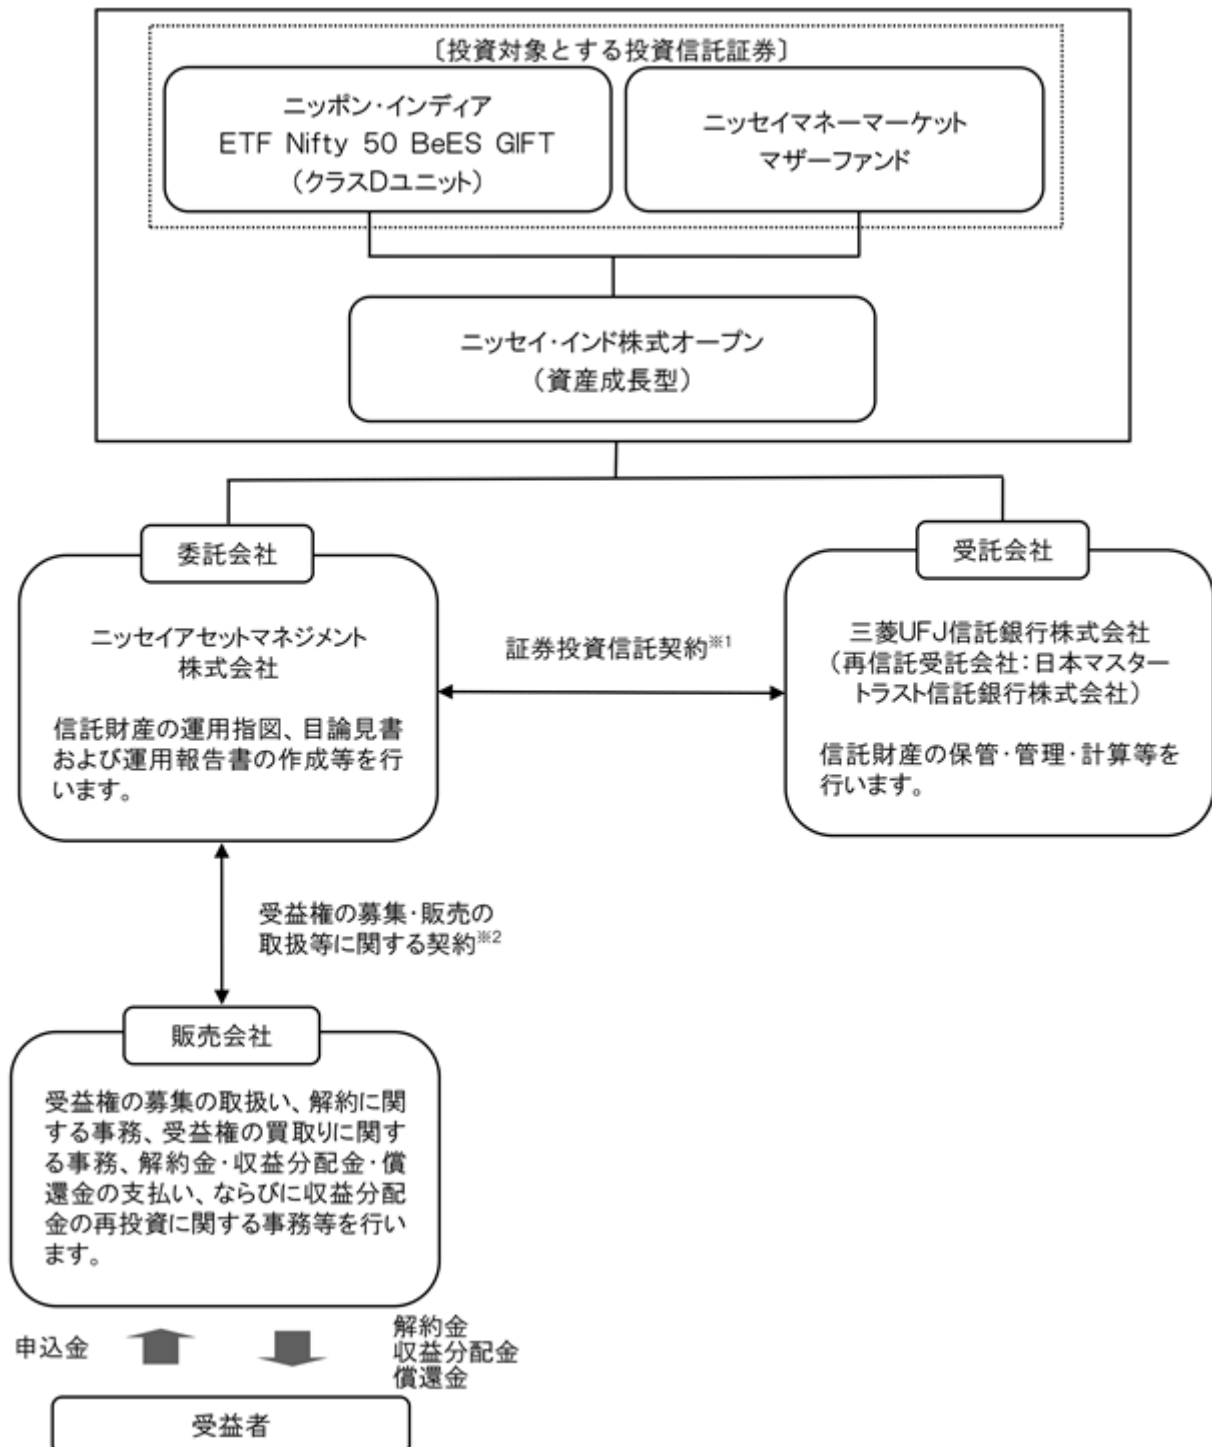 〔投資対象とする投資信託証券〕
ニッポン・インディア
ETF Nifty 50 BeES GIFT
（クラスDユニット）
ニッセイマネーマーケット
マザーファンド
ニッセイ・インド株式オープン
（資産成長型）
委託会社
ニッセイアセットマネジメント
株式会社
信託財産の運用指図、目論見書
および運用報告書の作成等を行
います。
証券投資信託契約※1
受託会社
三菱UFJ信託銀行株式会社
（再信託受託会社：日本マスター
トラスト信託銀行株式会社）
信託財産の保管・管理・計算等を
行います。
受益権の募集・販売の
取扱等に関する契約※2
販売会社
受益権の募集の取扱い、解約に関
する事務、受益権の買取りに関す
る事務、解約金・収益分配金・償
還金の支払い、ならびに収益分配
金の再投資に関する事務等を行い
ます。
申込金
解約金
収益分配金
償還金
受益者